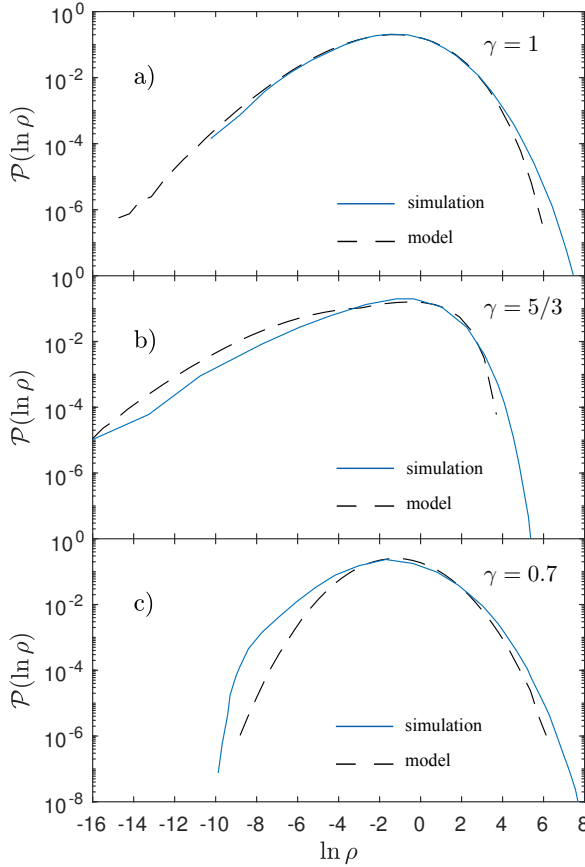 10^0
a)
γ = 1
10^-2
10^-4
10^-6
P(ln ρ)
simulation
model
10^0
b)
γ = 5/3
10^-2
10^-4
10^-6
P(ln ρ)
simulation
model
10^0
c)
γ = 0.7
10^-2
10^-4
10^-6
10^-8
P(ln ρ)
simulation
model
-16 -14 -12 -10 -8 -6 -4 -2 0 2 4 6 8
ln ρ